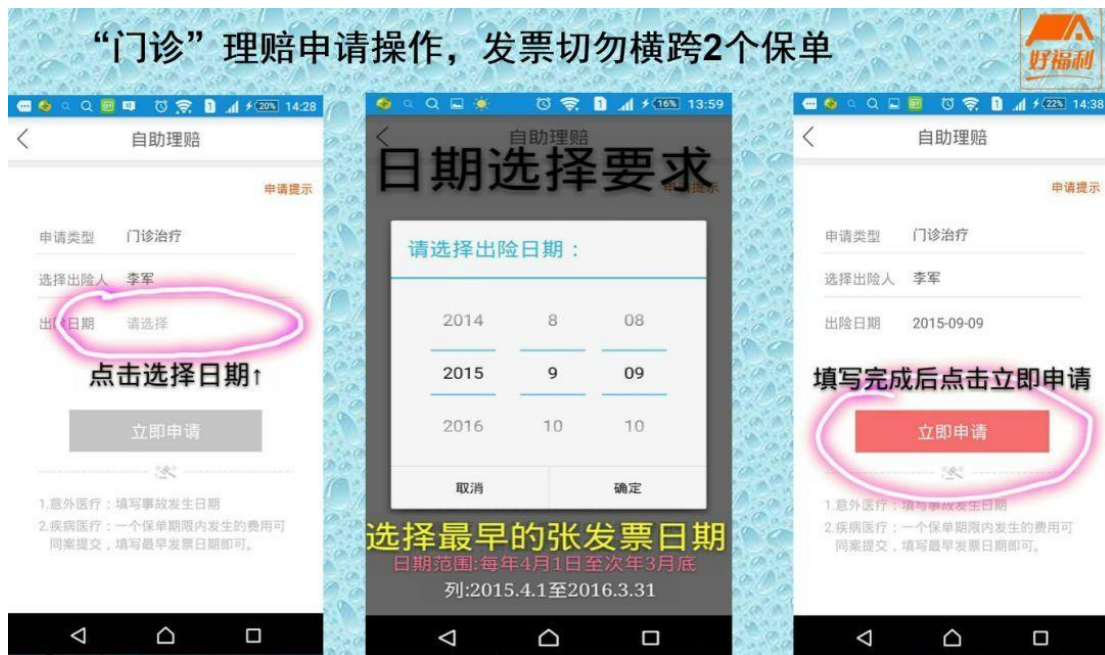 “门诊”理赔申请操作，发票切勿横跨2个保单
好福利
20% 14:28
自助理赔
申请提示
申请类型 门诊治疗
选择出险人 李军
出险日期 请选择
点击选择日期↑
立即申请
1.意外医疗：填写事故发生日期
2.疾病医疗：一个保单期限内发生的费用可
同案提交，填写最早发票日期即可。
16% 13:59
自助理赔
日期选择要求
申请提示
请选择出险日期：
2014 8 08
2015 9 09
2016 10 10
取消 确定
选择最早的张发票日期
日期范围:每年4月1日至次年3月底
列:2015.4.1至2016.3.31
22% 14:38
自助理赔
申请提示
申请类型 门诊治疗
选择出险人 李军
出险日期 2015-09-09
填写完成后点击立即申请
立即申请
1.意外医疗：填写事故发生日期
2.疾病医疗：一个保单期限内发生的费用可
同案提交，填写最早发票日期即可。